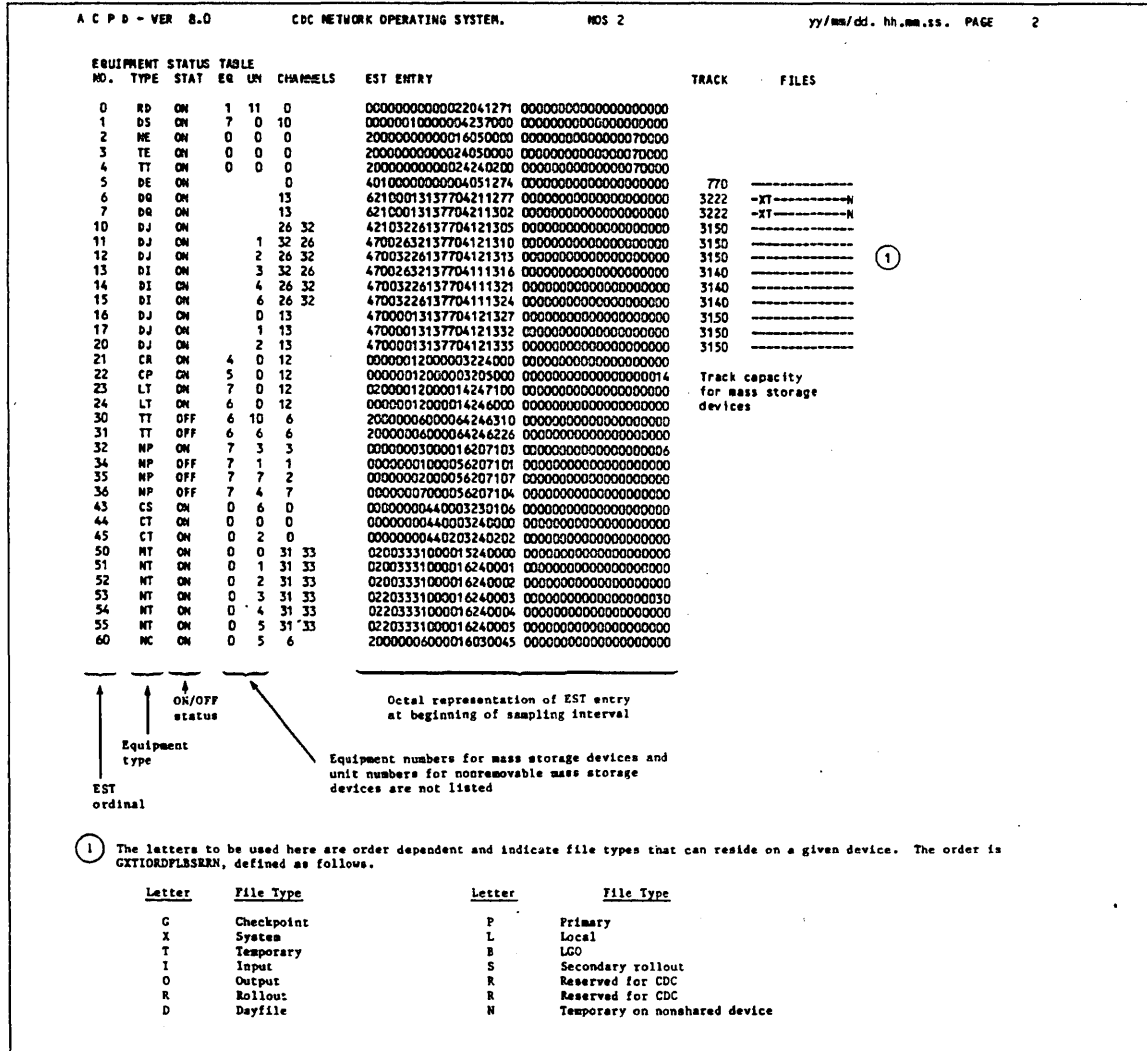 A C P D - VER 8.0 CDC NETWORK OPERATING SYSTEM. NOS 2 yy/mm/dd. hh.mm.ss. PAGE 2
EQUIPMENT STATUS TABLE
NO. TYPE STAT EQ UN CHANNELS EST ENTRY TRACK FILES
0 RD ON 1 11 0 00000000000022041271 00000000000000000000
1 DS ON 7 0 10 00000010000004237000 00000000000000000000
2 NE ON 0 0 0 20000000000016050000 00000000000000070000
3 TE ON 0 0 0 20000000000024050000 00000000000000070000
4 TT ON 0 0 0 20000000000024240200 00000000000000070000
5 DE ON 0 40100000000004051274 00000000000000000000 770 --------------
6 DQ ON 13 62100013137704211277 00000000000000000000 3222 -XT-----------N
7 DQ ON 13 62100013137704211302 00000000000000000000 3222 -XT-----------N
10 DJ ON 26 32 42103226137704121305 00000000000000000000 3150 --------------
11 DJ ON 1 32 26 47002632137704121310 00000000000000000000 3150 --------------
12 DJ ON 2 26 32 47003226137704121313 00000000000000000000 3150 --------------
13 DI ON 3 32 26 47002632137704111316 00000000000000000000 3140 --------------
14 DI ON 4 26 32 47003226137704111321 00000000000000000000 3140 --------------
15 DI ON 6 26 32 47003226137704111324 00000000000000000000 3140 --------------
16 DJ ON 0 13 47000013137704121327 00000000000000000000 3150 --------------
17 DJ ON 1 13 47000013137704121332 00000000000000000000 3150 --------------
20 DJ ON 2 13 47000013137704121335 00000000000000000000 3150 --------------
1
21 CR ON 4 0 12 00000012000003224000 00000000000000000000
22 CP ON 5 0 12 00000012000003205000 00000000000000000014
23 LT ON 7 0 12 02000012000014247100 00000000000000000000
24 LT ON 6 0 12 00000012000014246000 00000000000000000000
30 TT OFF 6 10 6 20000006000064246310 00000000000000000000
31 TT OFF 6 6 6 20000006000064246226 00000000000000000000
32 NP ON 7 3 3 00000003000016207103 00000000000000000006
34 NP OFF 7 1 1 00000001000056207101 00000000000000000000
35 NP OFF 7 7 2 00000002000056207107 00000000000000000000
36 NP OFF 7 4 7 00000007000056207104 00000000000000000000
43 CS ON 0 6 0 00000000440003230106 00000000000000000000
44 CT ON 0 0 0 00000000440003240000 00000000000000000000
45 CT ON 0 2 0 00000000440203240202 00000000000000000000
50 MT ON 0 0 31 33 02003331000015240000 00000000000000000000
51 NT ON 0 1 31 33 02003331000016240001 00000000000000000000
52 NT ON 0 2 31 33 02003331000016240002 00000000000000000000
53 NT ON 0 3 31 33 02203331000016240003 00000000000000000030
54 NT ON 0 4 31 33 02203331000016240004 00000000000000000000
55 NT ON 0 5 31 33 02203331000016240005 00000000000000000000
60 NC ON 0 5 6 20000006000016030045 00000000000000000000
Track capacity
for mass storage
devices
ON/OFF
status
Octal representation of EST entry
at beginning of sampling interval
Equipment
type
Equipment numbers for mass storage devices and
unit numbers for nonremovable mass storage
devices are not listed
EST
ordinal
1 The letters to be used here are order dependent and indicate file types that can reside on a given device. The order is
GXTIORDPLBSRRN, defined as follows.
Letter File Type Letter File Type
G Checkpoint P Primary
X System L Local
T Temporary B LGO
I Input S Secondary rollout
O Output R Reserved for CDC
R Rollout R Reserved for CDC
D Dayfile N Temporary on nonshared device